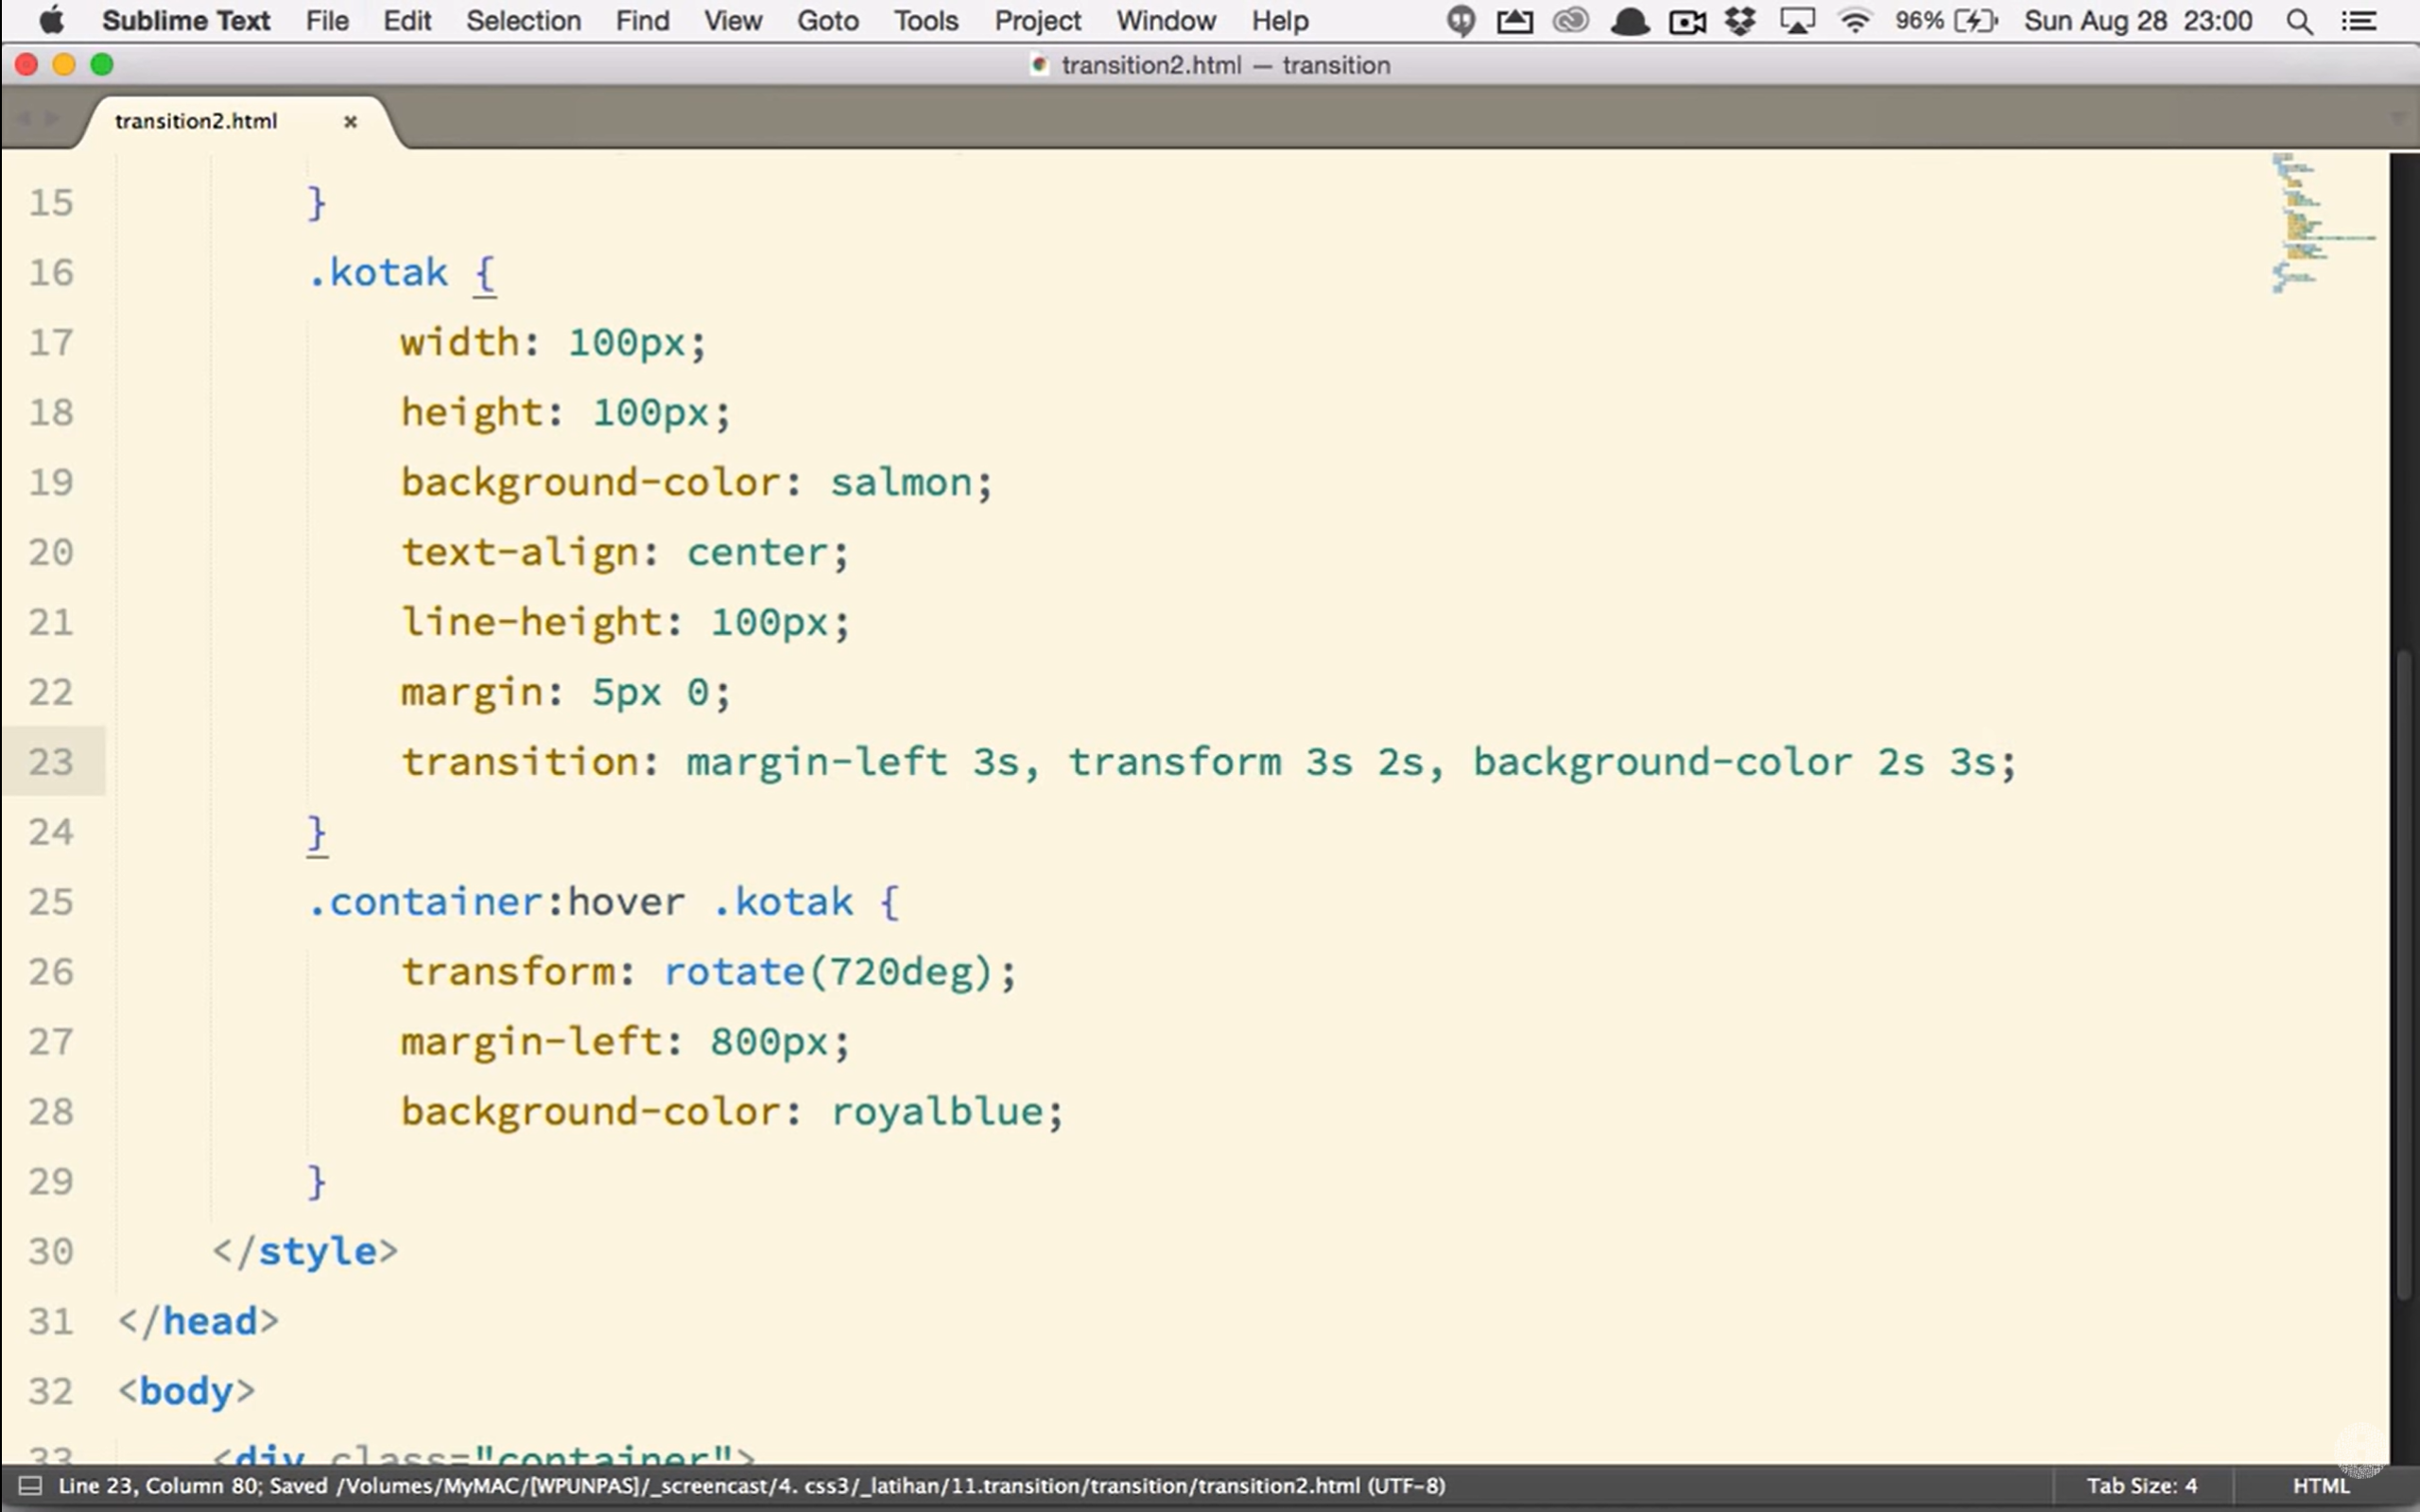 Sublime Text File Edit Selection Find View Goto Tools Project Window Help 96% Sun Aug 28 23:00
transition2.html — transition
transition2.html ×
15 }
16 .kotak {
17 width: 100px;
18 height: 100px;
19 background-color: salmon;
20 text-align: center;
21 line-height: 100px;
22 margin: 5px 0;
23 transition: margin-left 3s, transform 3s 2s, background-color 2s 3s;
24 }
25 .container:hover .kotak {
26 transform: rotate(720deg);
27 margin-left: 800px;
28 background-color: royalblue;
29 }
30 </style>
31 </head>
32 <body>
33 <div class="container">
Line 23, Column 80; Saved /Volumes/MyMAC/[WPUNPAS]/_screencast/4. css3/_latihan/11.transition/transition/transition2.html (UTF-8) Tab Size: 4 HTML